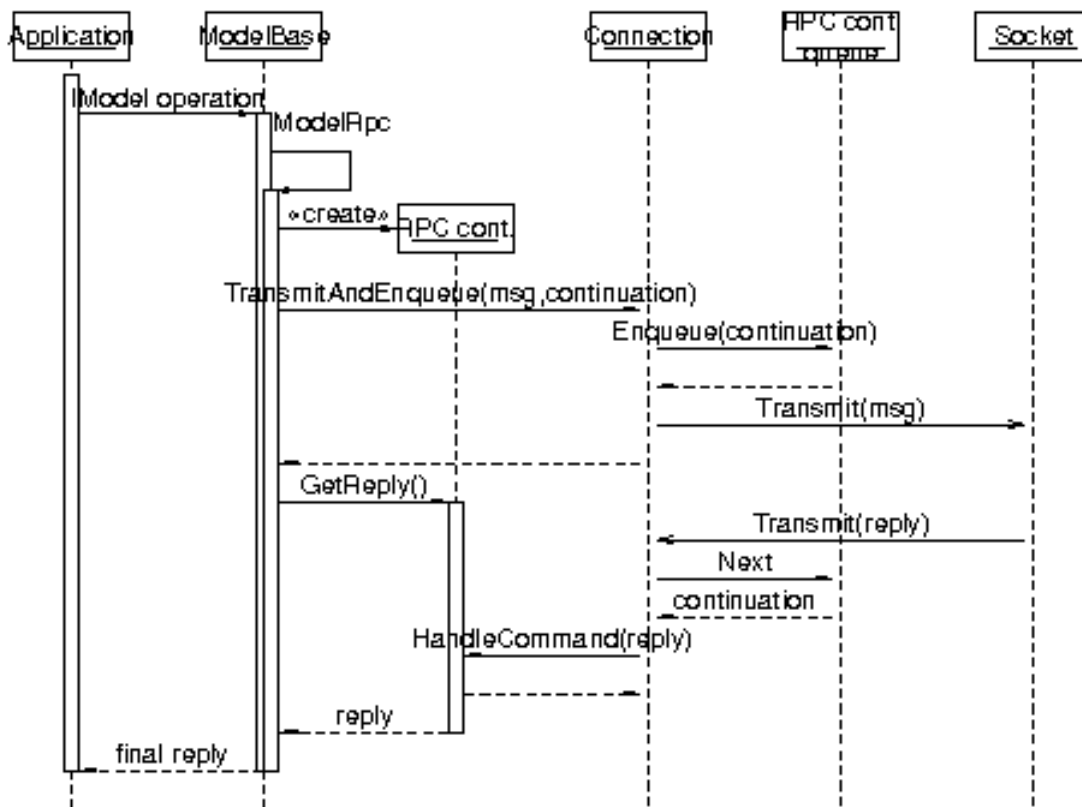 Application
ModelBase
Connection
RPC cont.
queue
Socket
IModel operation
ModelRpc
«create»
RPC cont.
TransmitAndEnqueue(msg,continuation)
Enqueue(continuation)
Transmit(msg)
GetReply()
Transmit(reply)
Next
continuation
HandleCommand(reply)
reply
final reply